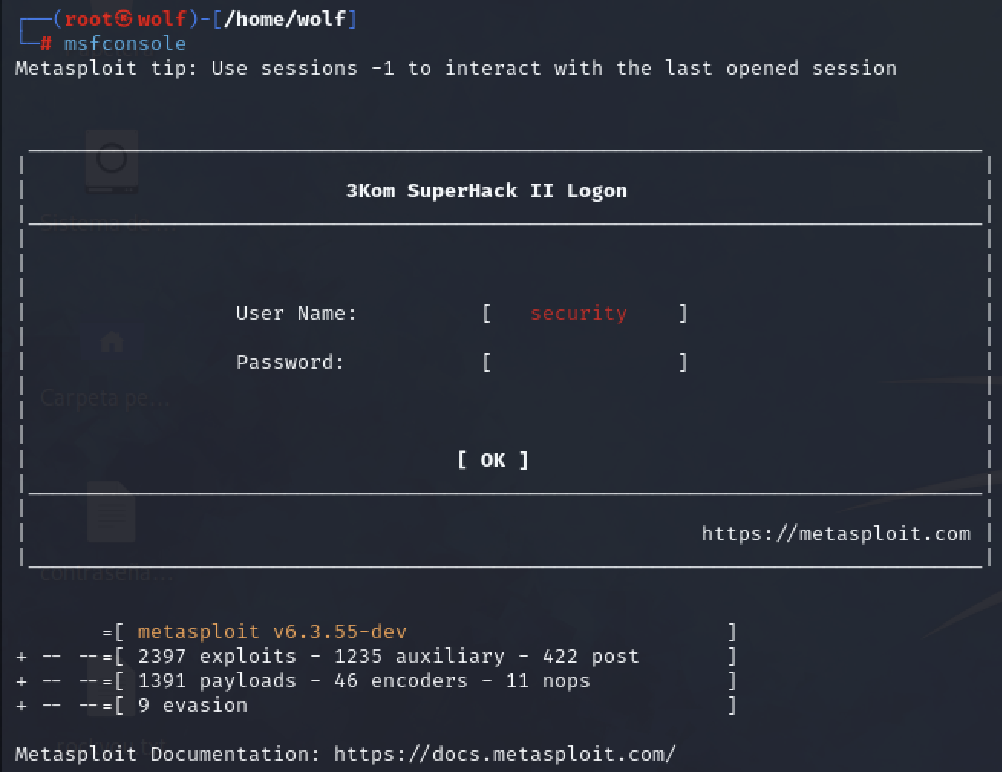 (root㉿wolf)-[/home/wolf]
# msfconsole
Metasploit tip: Use sessions -1 to interact with the last opened session
3Kom SuperHack II Logon
User Name: [ security ]
Password: [ ]
[ OK ]
https://metasploit.com
=[ metasploit v6.3.55-dev ]
+ -- --=[ 2397 exploits - 1235 auxiliary - 422 post ]
+ -- --=[ 1391 payloads - 46 encoders - 11 nops ]
+ -- --=[ 9 evasion ]
Metasploit Documentation: https://docs.metasploit.com/
Sistema de
Carpeta pe...
contraseña...